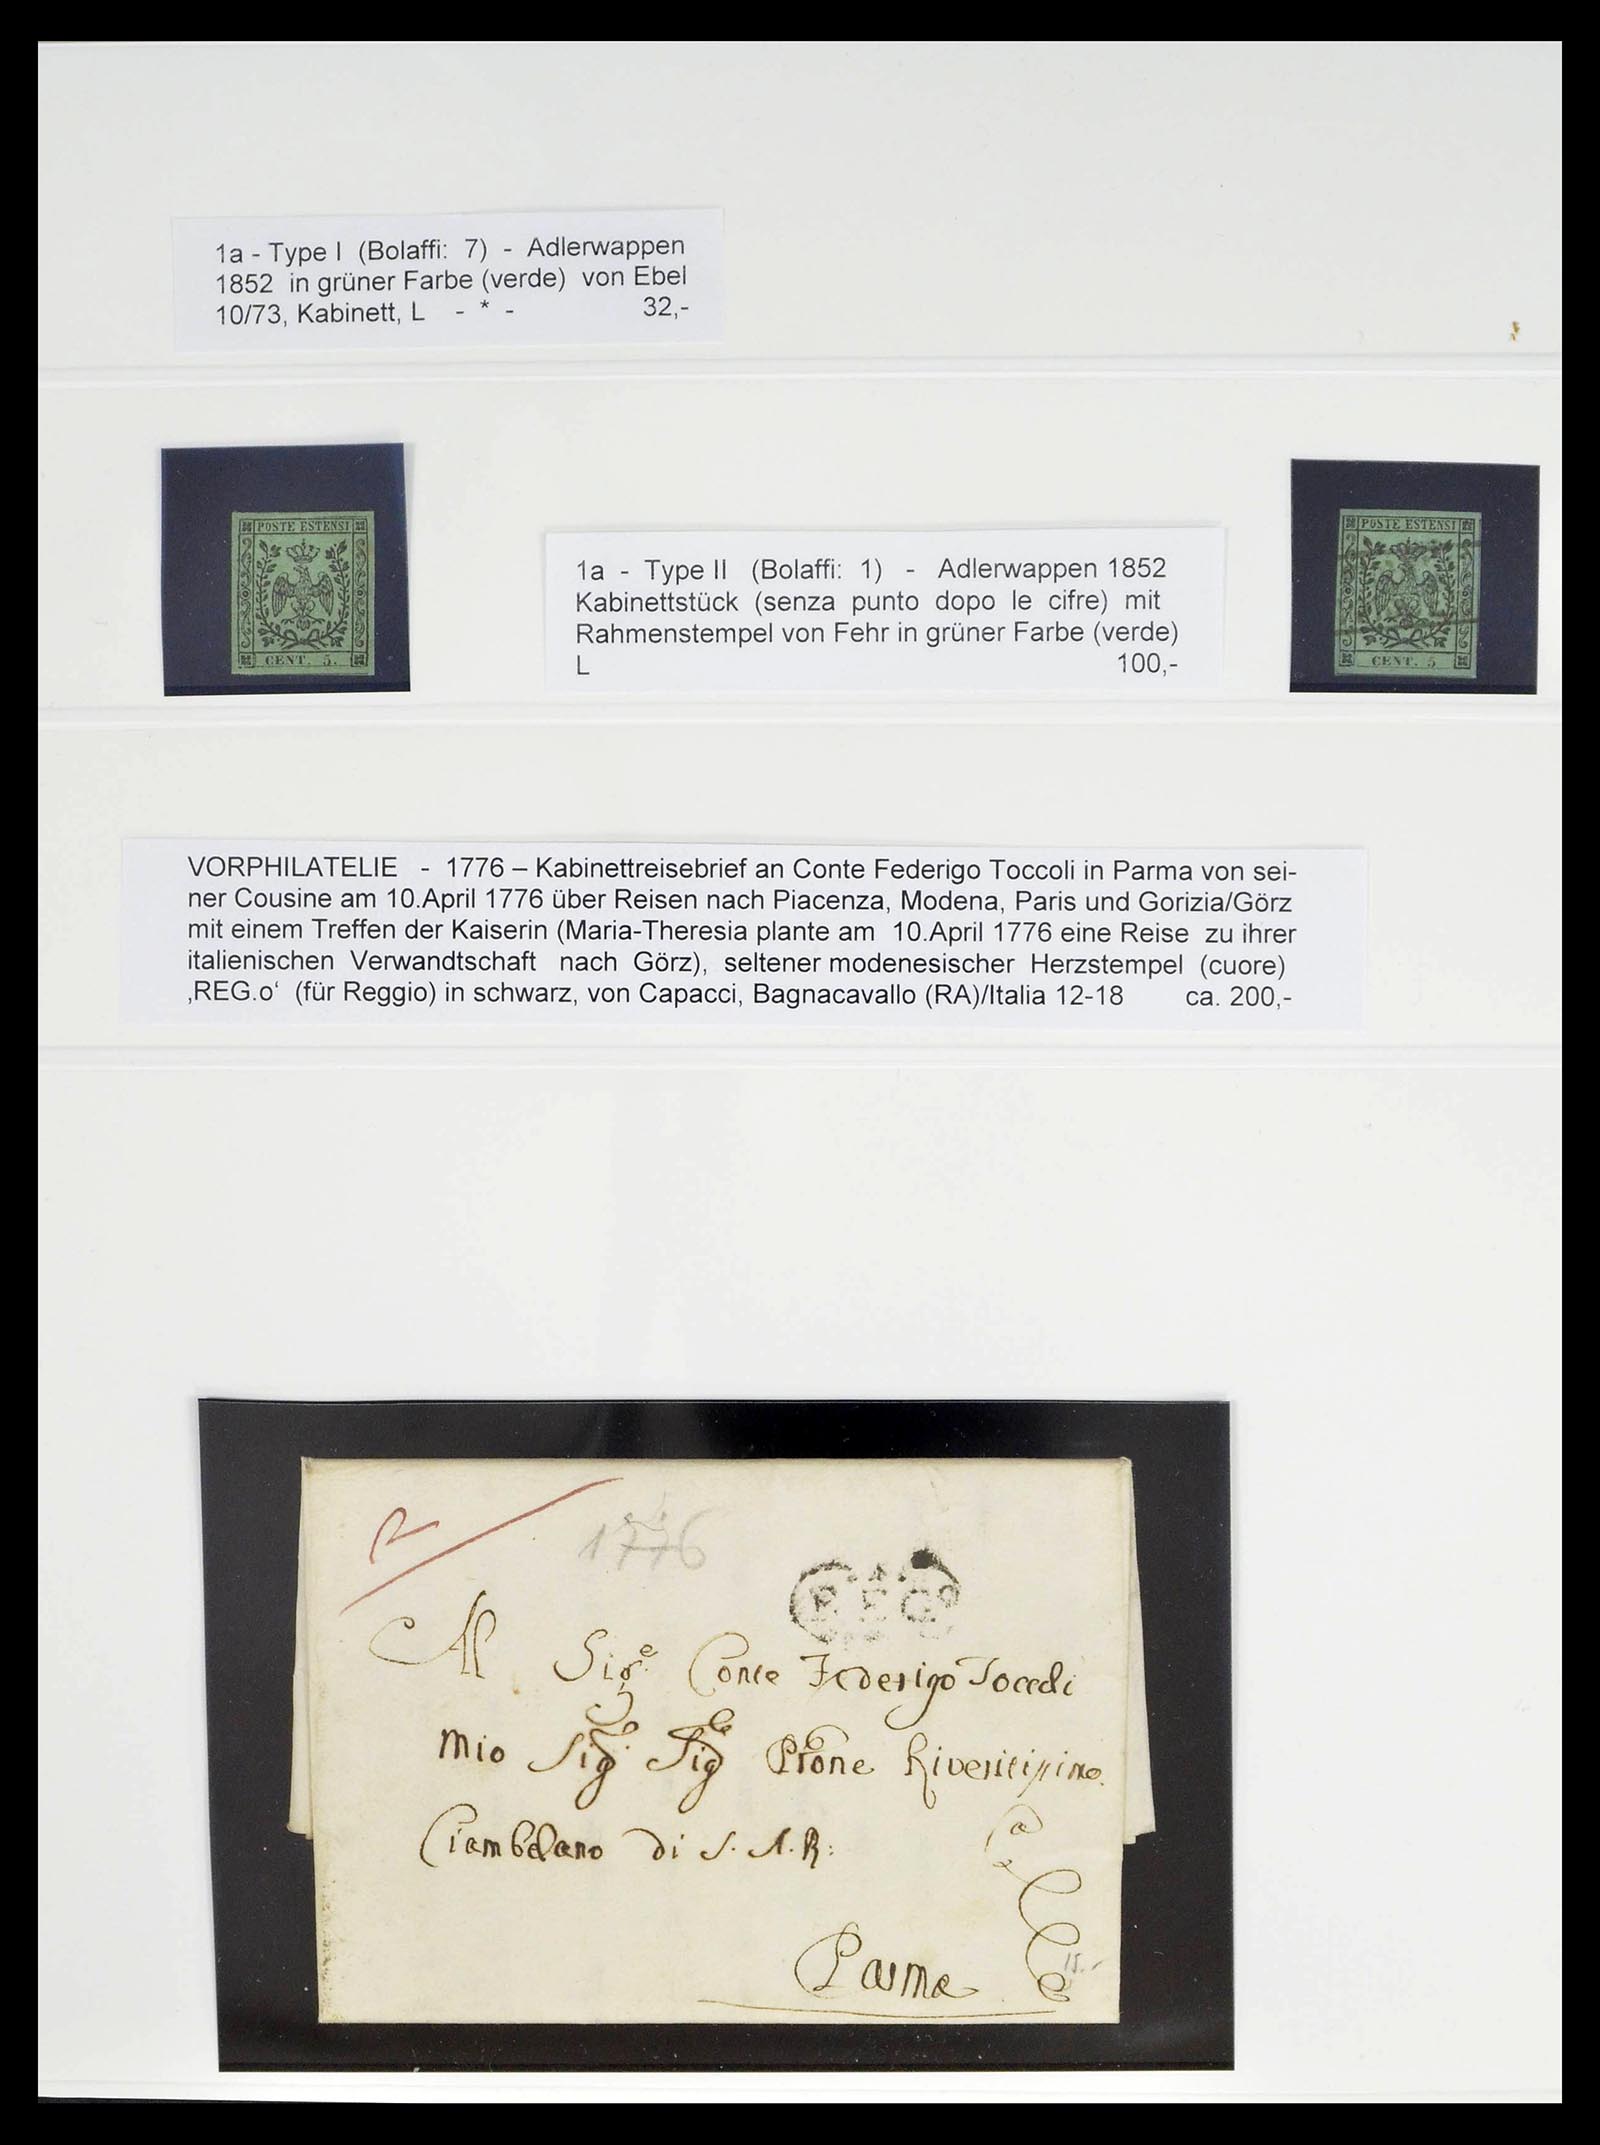 1a - Type I (Bolaffi: 7) - Adlerwappen
1852 in grüner Farbe (verde) von Ebel
10/73, Kabinett, L - * - 32,-
POSTE ESTENSI
CENT. 5.
1a - Type II (Bolaffi: 1) - Adlerwappen 1852
Kabinettstück (senza punto dopo le cifre) mit
Rahmenstempel von Fehr in grüner Farbe (verde)
L 100,-
POSTE ESTENSI
CENT. 5
VORPHILATELIE - 1776 – Kabinettreisebrief an Conte Federigo Toccoli in Parma von sei-
ner Cousine am 10.April 1776 über Reisen nach Piacenza, Modena, Paris und Gorizia/Görz
mit einem Treffen der Kaiserin (Maria-Theresia plante am 10.April 1776 eine Reise zu ihrer
italienischen Verwandtschaft nach Görz), seltener modenesischer Herzstempel (cuore)
‚REG.o‘ (für Reggio) in schwarz, von Capacci, Bagnacavallo (RA)/Italia 12-18 ca. 200,-
1776
REGo
Al Sigre Conte Federigo Toccoli
Mio Sig Sig Prone Riveritissimo
Ciambelano di S. A. R:
Parma
15.-